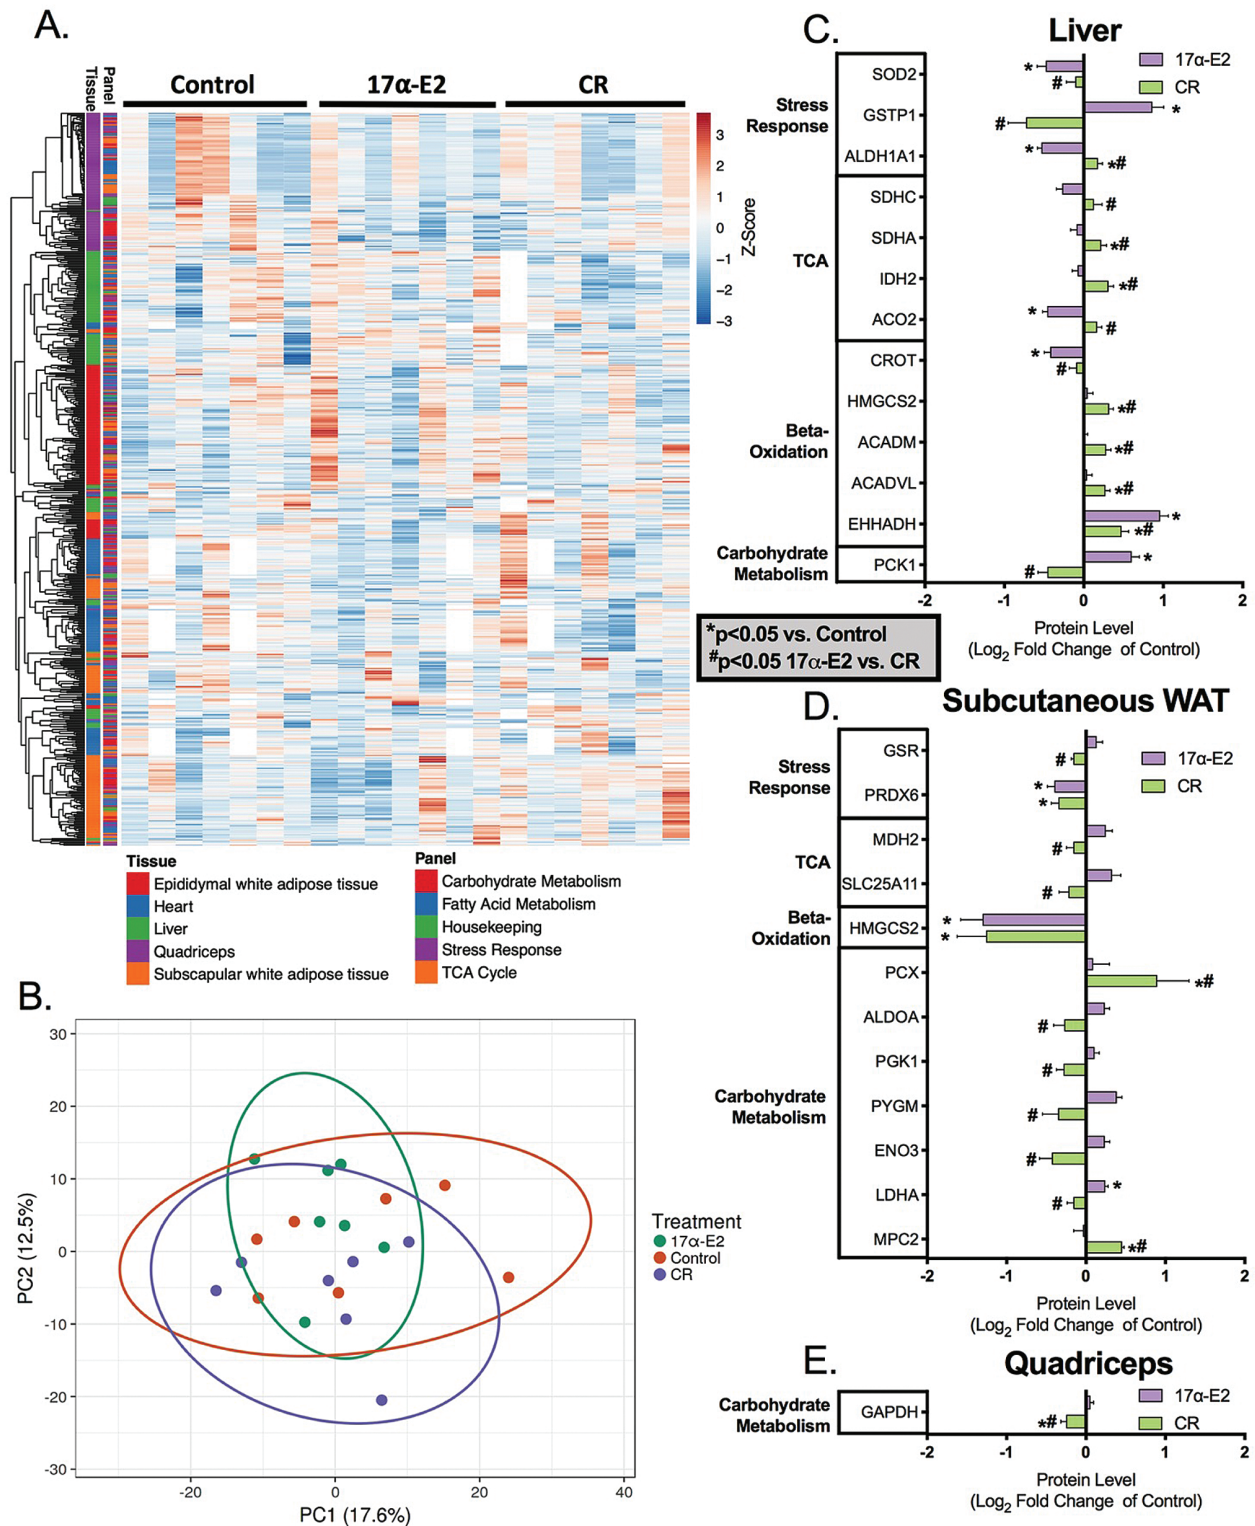 A.
Tissue
Panel
Control
17α-E2
CR
3
2
1
0
−1
−2
−3
Z-Score
Tissue
Epididymal white adipose tissue
Heart
Liver
Quadriceps
Subscapular white adipose tissue
Panel
Carbohydrate Metabolism
Fatty Acid Metabolism
Housekeeping
Stress Response
TCA Cycle
B.
30
20
10
0
-10
-20
-30
PC2 (12.5%)
-20
0
20
40
PC1 (17.6%)
Treatment
17α-E2
Control
CR
C.
Liver
17α-E2
CR
Stress
Response
SOD2
*
#
GSTP1
*
#
ALDH1A1
*
*#
TCA
SDHC
#
SDHA
*#
IDH2
*#
ACO2
*
#
Beta-
Oxidation
CROT
*
#
HMGCS2
*#
ACADM
*#
ACADVL
*#
EHHADH
*
*#
Carbohydrate
Metabolism
PCK1
*
#
-2
-1
0
1
2
Protein Level
(Log2 Fold Change of Control)
*p<0.05 vs. Control
#p<0.05 17α-E2 vs. CR
D.
Subcutaneous WAT
17α-E2
CR
Stress
Response
GSR
#
PRDX6
*
*
TCA
MDH2
#
SLC25A11
#
Beta-
Oxidation
HMGCS2
*
*
Carbohydrate
Metabolism
PCX
*#
ALDOA
#
PGK1
#
PYGM
#
ENO3
#
LDHA
*
#
MPC2
*#
-2
-1
0
1
2
Protein Level
(Log2 Fold Change of Control)
E.
Quadriceps
17α-E2
CR
Carbohydrate
Metabolism
GAPDH
*#
-2
-1
0
1
2
Protein Level
(Log2 Fold Change of Control)